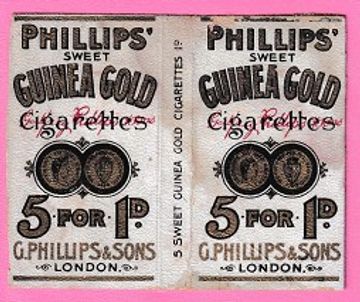 PHILLIPS'
SWEET
GUINEA GOLD
Cigarettes
5 · FOR · 1D.
G. PHILLIPS & SONS
LONDON.
5 SWEET GUINEA GOLD CIGARETTES 1D
PHILLIPS'
SWEET
GUINEA GOLD
Cigarettes
5 · FOR · 1D.
G. PHILLIPS & SONS
LONDON.